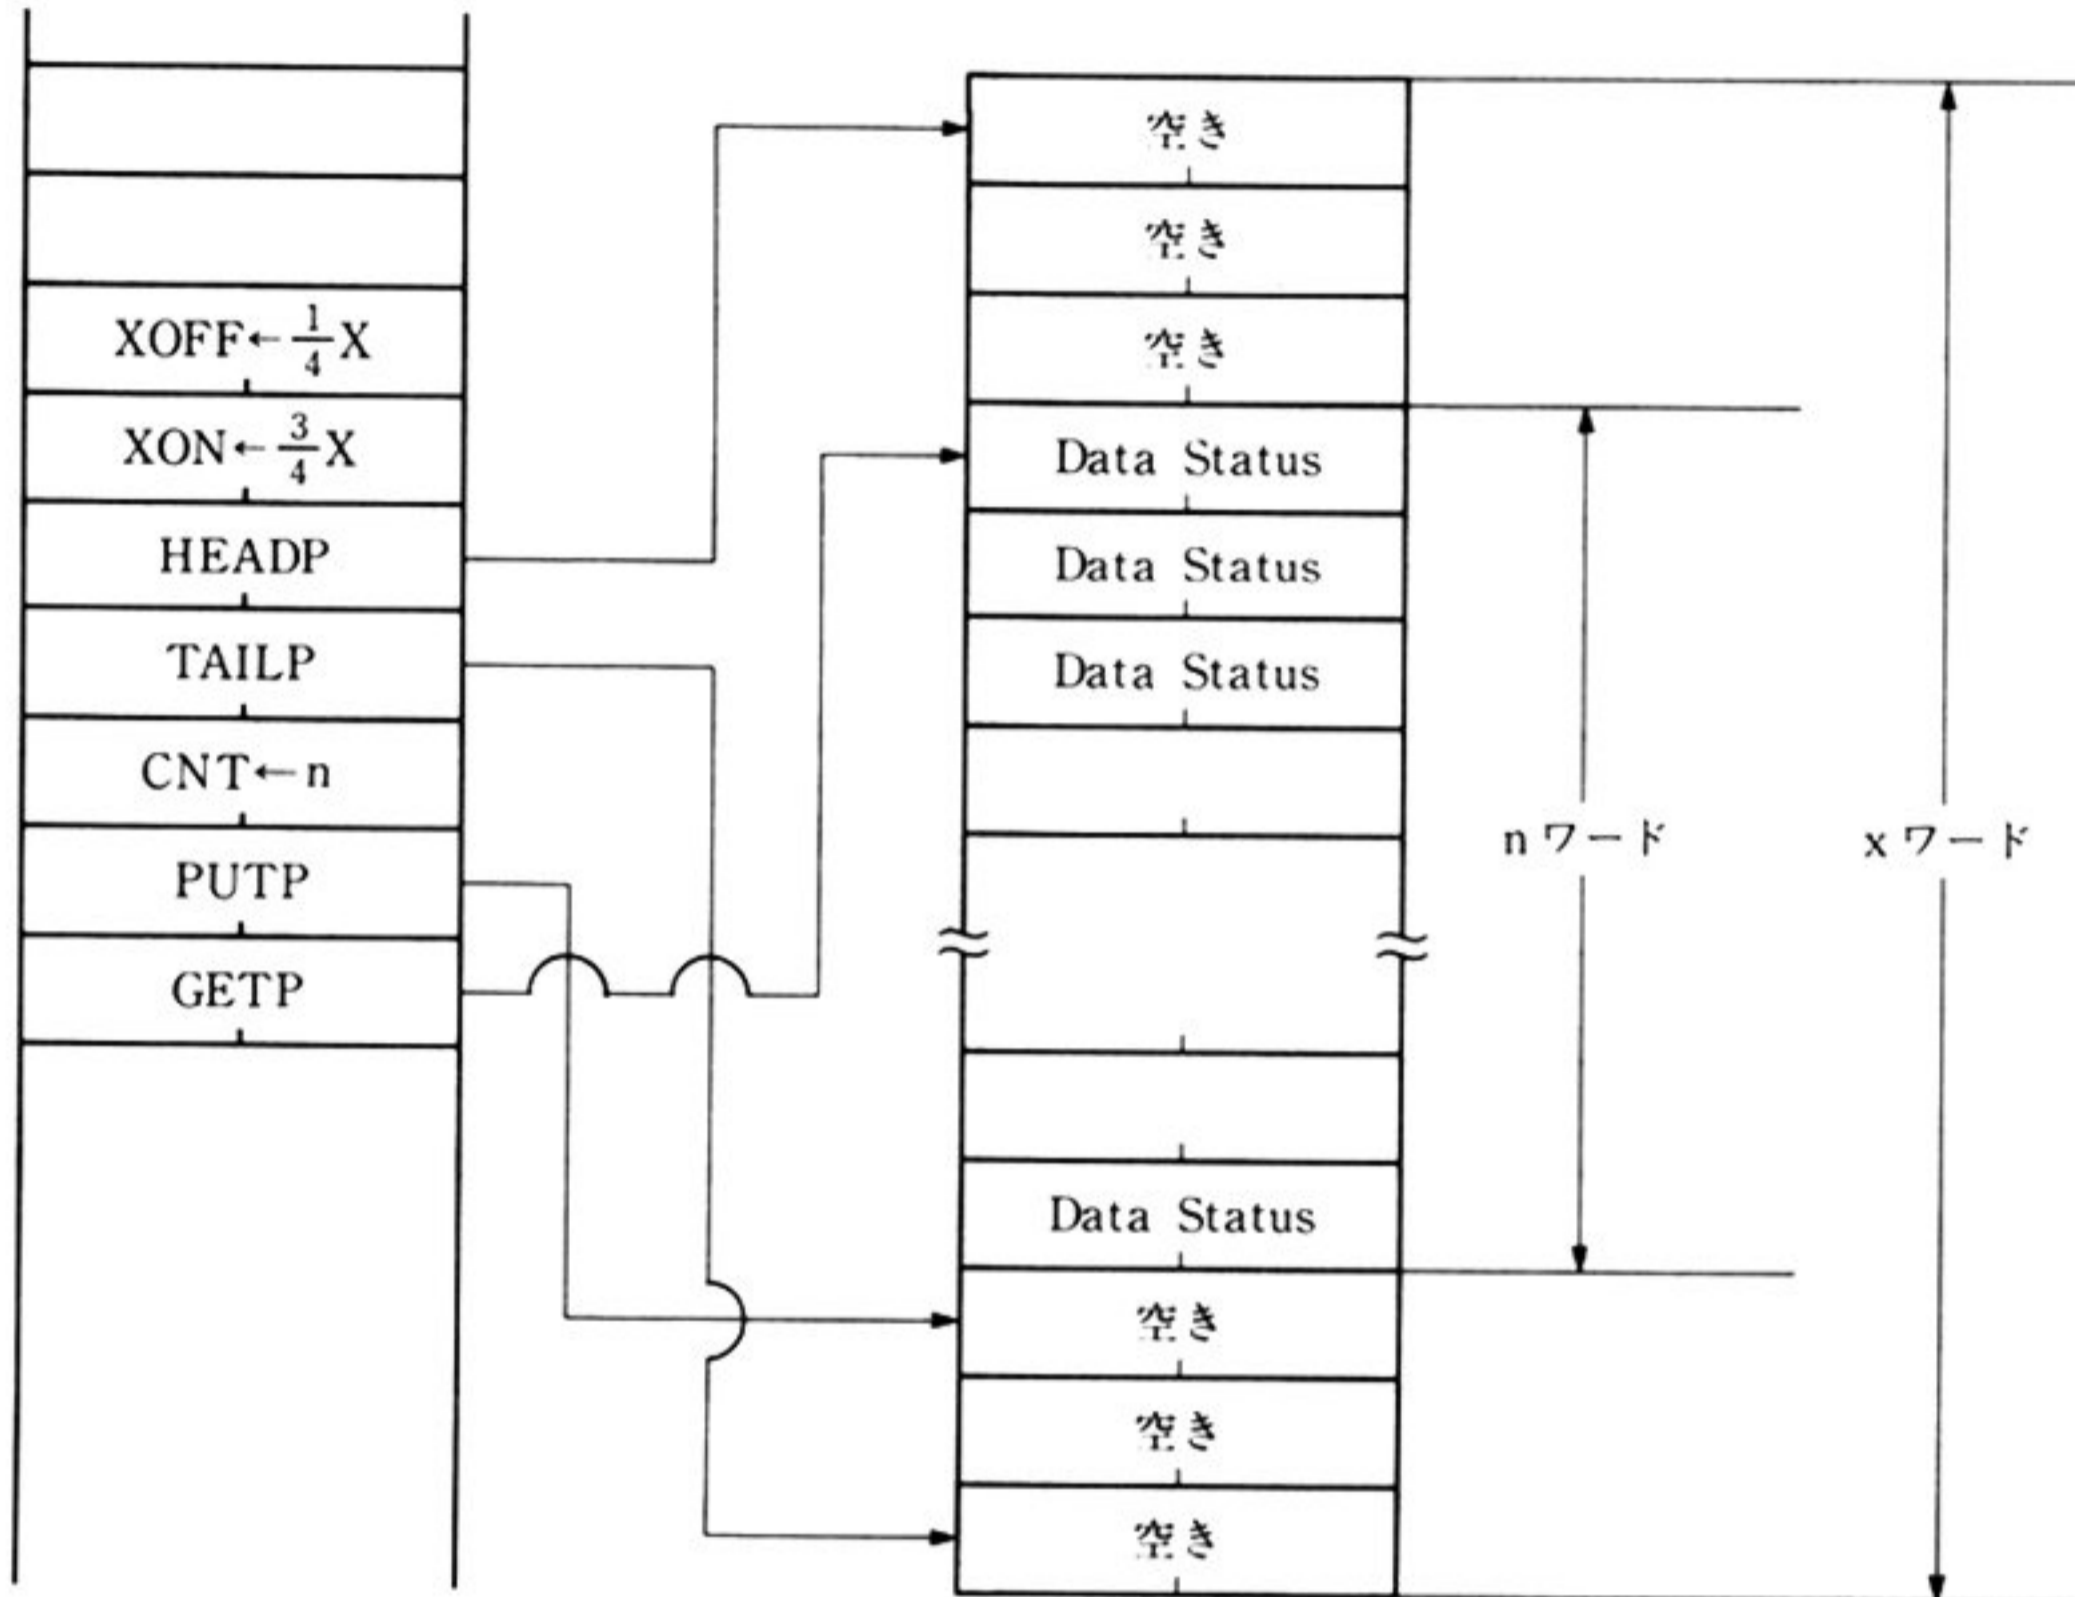 XOFF←1/4X
XON←3/4X
HEADP
TAILP
CNT←n
PUTP
GETP
空き
空き
空き
Data Status
Data Status
Data Status
Data Status
空き
空き
空き
nワード
xワード